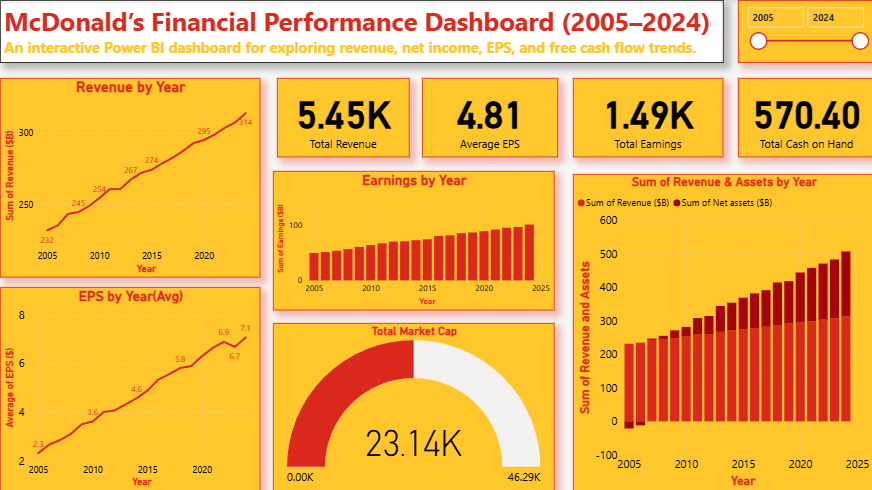 McDonald's Financial Performance Dashboard (2005–2024)
An interactive Power BI dashboard for exploring revenue, net income, EPS, and free cash flow trends.
2005
2024
Revenue by Year
Sum of Revenue ($B)
300
250
232
245
254
267
274
295
314
2005
2010
2015
2020
Year
5.45K
Total Revenue
4.81
Average EPS
1.49K
Total Earnings
570.40
Total Cash on Hand
Earnings by Year
Sum of Earnings ($B)
100
0
2005
2010
2015
2020
2025
Year
Sum of Revenue & Assets by Year
Sum of Revenue ($B)
Sum of Net assets ($B)
Sum of Revenue and Assets
600
500
400
300
200
100
0
-100
2005
2010
2015
2020
2025
Year
EPS by Year(Avg)
Average of EPS ($)
8
6
4
2
2.3
3.6
4.6
5.8
6.9
6.7
7.1
2005
2010
2015
2020
Year
Total Market Cap
23.14K
0.00K
46.29K